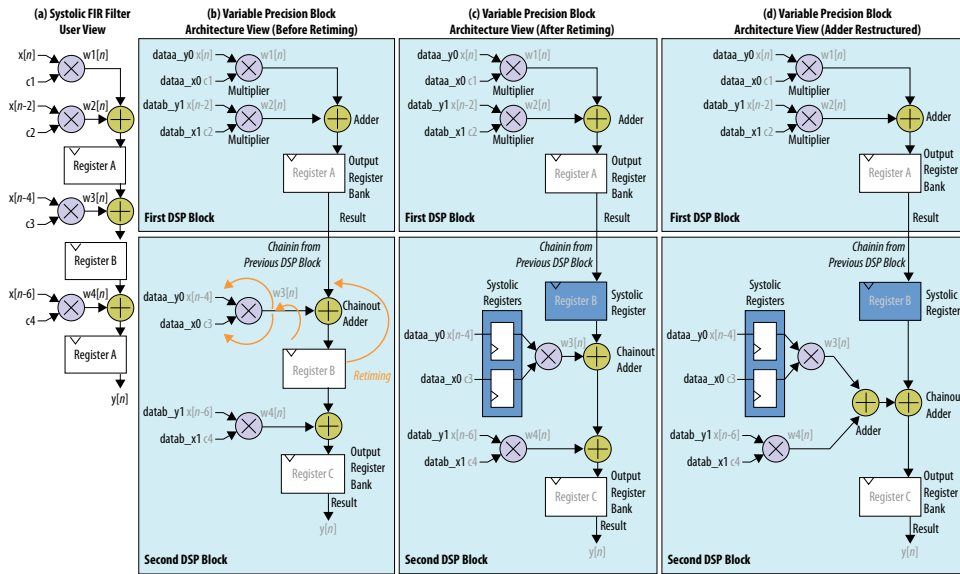 (a) Systolic FIR Filter
User View
x[n]
w1[n]
c1
x[n-2]
w2[n]
c2
Register A
x[n-4]
w3[n]
c3
Register B
x[n-6]
w4[n]
c4
Register A
y[n]
(b) Variable Precision Block
Architecture View (Before Retiming)
dataa_y0 x[n]
w1[n]
dataa_x0 c1
Multiplier
datab_y1 x[n-2]
w2[n]
datab_x1 c2
Multiplier
Adder
Register A
Output
Register
Bank
Result
First DSP Block
Chainin from
Previous DSP Block
dataa_y0 x[n-4]
w3[n]
dataa_x0 c3
Chainout
Adder
Register B
Retiming
datab_y1 x[n-6]
w4[n]
datab_x1 c4
Register C
Output
Register
Bank
Result
y[n]
Second DSP Block
(c) Variable Precision Block
Architecture View (After Retiming)
dataa_y0 x[n]
w1[n]
dataa_x0 c1
Multiplier
datab_y1 x[n-2]
w2[n]
datab_x1 c2
Multiplier
Adder
Register A
Output
Register
Bank
Result
First DSP Block
Chainin from
Previous DSP Block
Systolic
Registers
Register B
Systolic
Register
dataa_y0 x[n-4]
w3[n]
dataa_x0 c3
Chainout
Adder
datab_y1 x[n-6]
w4[n]
datab_x1 c4
Register C
Output
Register
Bank
Result
y[n]
Second DSP Block
(d) Variable Precision Block
Architecture View (Adder Restructured)
dataa_y0 x[n]
w1[n]
dataa_x0 c1
Multiplier
datab_y1 x[n-2]
w2[n]
datab_x1 c2
Multiplier
Adder
Register A
Output
Register
Bank
Result
First DSP Block
Chainin from
Previous DSP Block
Systolic
Registers
Register B
Systolic
Register
dataa_y0 x[n-4]
w3[n]
dataa_x0 c3
Chainout
Adder
Adder
datab_y1 x[n-6]
w4[n]
datab_x1 c4
Register C
Output
Register
Bank
Result
y[n]
Second DSP Block